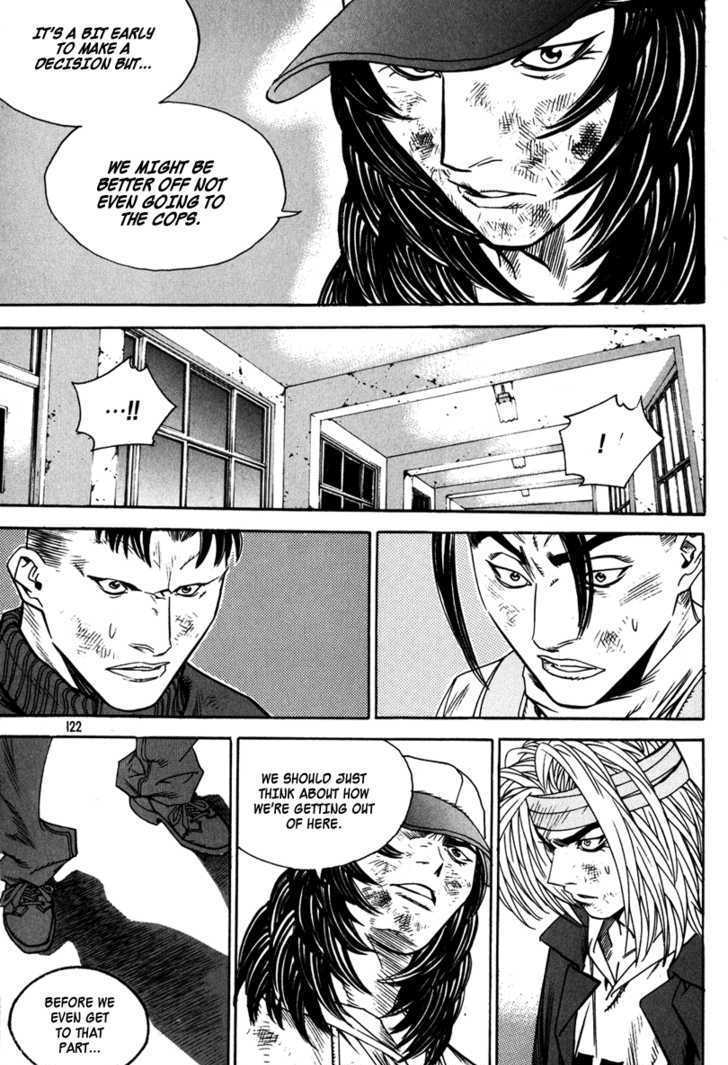 IT'S A BIT EARLY
TO MAKE A
DECISION BUT...
WE MIGHT BE
BETTER OFF NOT
EVEN GOING TO
THE COPS.
...!!
!
122
WE SHOULD JUST
THINK ABOUT HOW
WE'RE GETTING OUT
OF HERE.
BEFORE WE
EVEN GET
TO THAT
PART...